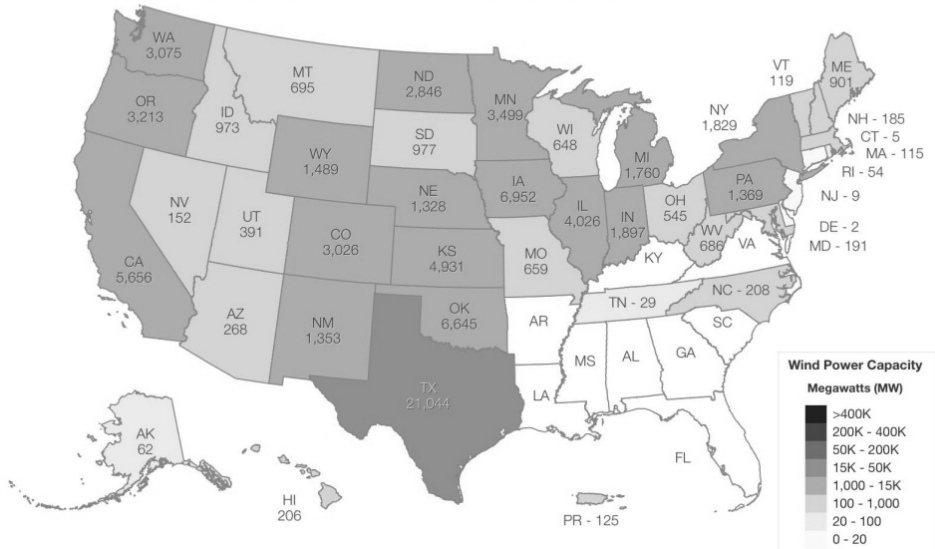 WA
3,075
OR
3,213
CA
5,656
ID
973
NV
152
MT
695
WY
1,489
UT
391
AZ
268
CO
3,026
NM
1,353
ND
2,846
SD
977
NE
1,328
KS
4,931
OK
6,645
TX
21,044
MN
3,499
IA
6,952
MO
659
AR
LA
WI
648
IL
4,026
MI
1,760
IN
1,897
OH
545
KY
TN - 29
MS
AL
GA
FL
SC
NC - 208
VA
WV
686
PA
1,369
NY
1,829
VT
119
ME
901
NH - 185
CT - 5
MA - 115
RI - 54
NJ - 9
DE - 2
MD - 191
AK
62
HI
206
PR - 125
Wind Power Capacity
Megawatts (MW)
>400K
200K - 400K
50K - 200K
15K - 50K
1,000 - 15K
100 - 1,000
20 - 100
0 - 20